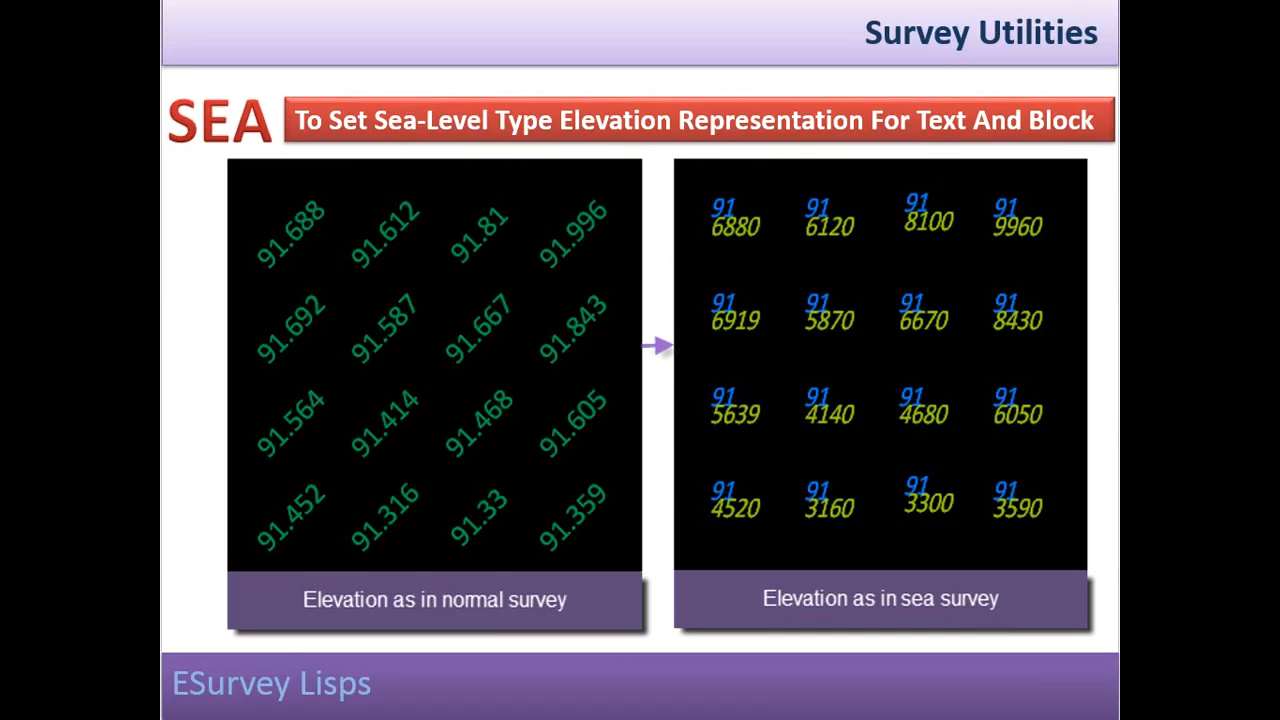 Survey Utilities
SEA
To Set Sea-Level Type Elevation Representation For Text And Block
91.688 91.612 91.81 91.996
91.692 91.587 91.667 91.843
91.564 91.414 91.468 91.605
91.452 91.316 91.33 91.359
Elevation as in normal survey
91 91 91 91
6880 6120 8100 9960
91 91 91 91
6919 5870 6670 8430
91 91 91 91
5639 4140 4680 6050
91 91 91 91
4520 3160 3300 3590
Elevation as in sea survey
ESurvey Lisps